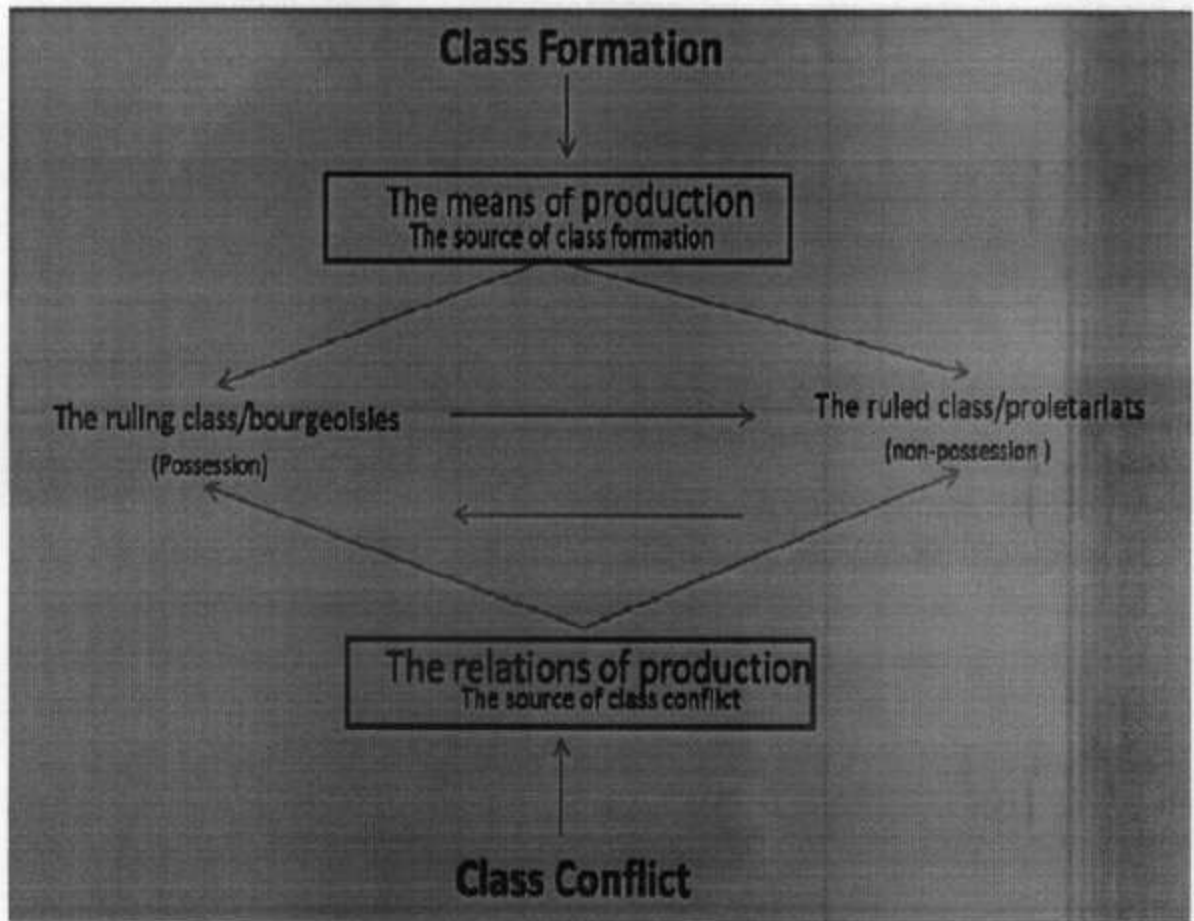 Class Formation
The means of production
The source of class formation
The ruling class/bourgeoisies
(Possession)
The ruled class/proletariats
(non-possession )
The relations of production
The source of class conflict
Class Conflict